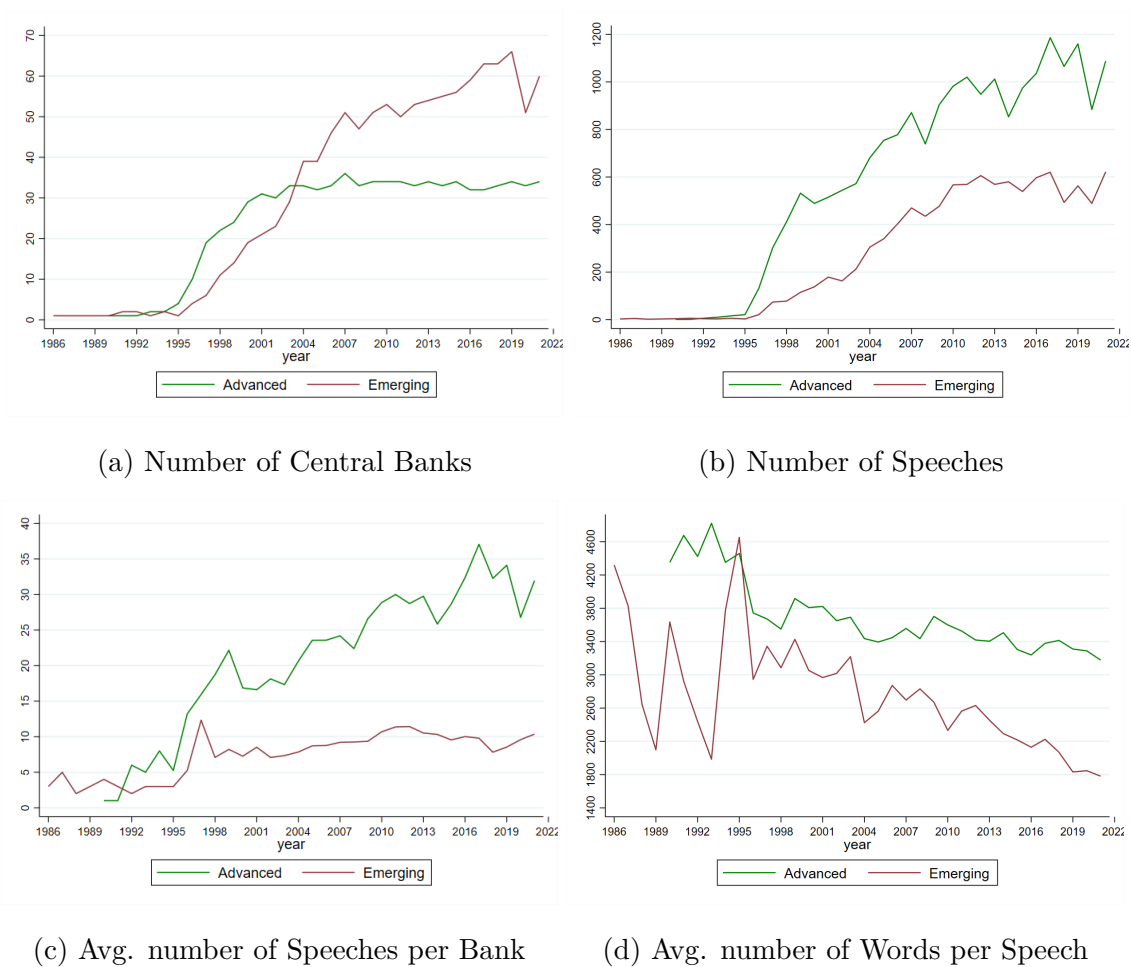 70
60
50
40
30
20
10
0
1986 1989 1992 1995 1998 2001 2004 2007 2010 2013 2016 2019 2022
year
Advanced Emerging
(a) Number of Central Banks
1200
1000
800
600
400
200
0
1986 1989 1992 1995 1998 2001 2004 2007 2010 2013 2016 2019 2022
year
Advanced Emerging
(b) Number of Speeches
40
35
30
25
20
15
10
5
0
1986 1989 1992 1995 1998 2001 2004 2007 2010 2013 2016 2019 2022
year
Advanced Emerging
(c) Avg. number of Speeches per Bank
4600
4200
3800
3400
3000
2600
2200
1800
1400
1986 1989 1992 1995 1998 2001 2004 2007 2010 2013 2016 2019 2022
year
Advanced Emerging
(d) Avg. number of Words per Speech